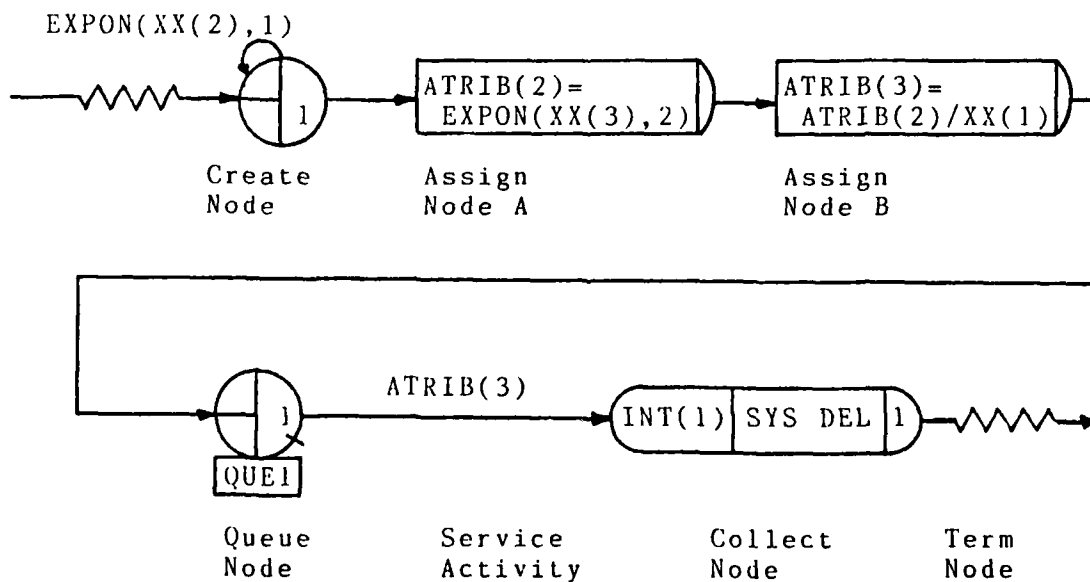 EXPON(XX(2),1)
1
ATRIB(2)=
EXPON(XX(3),2)
ATRIB(3)=
ATRIB(2)/XX(1)
Create
Node
Assign
Node A
Assign
Node B
1
ATRIB(3)
INT(1) SYS DEL 1
QUE1
Queue
Node
Service
Activity
Collect
Node
Term
Node